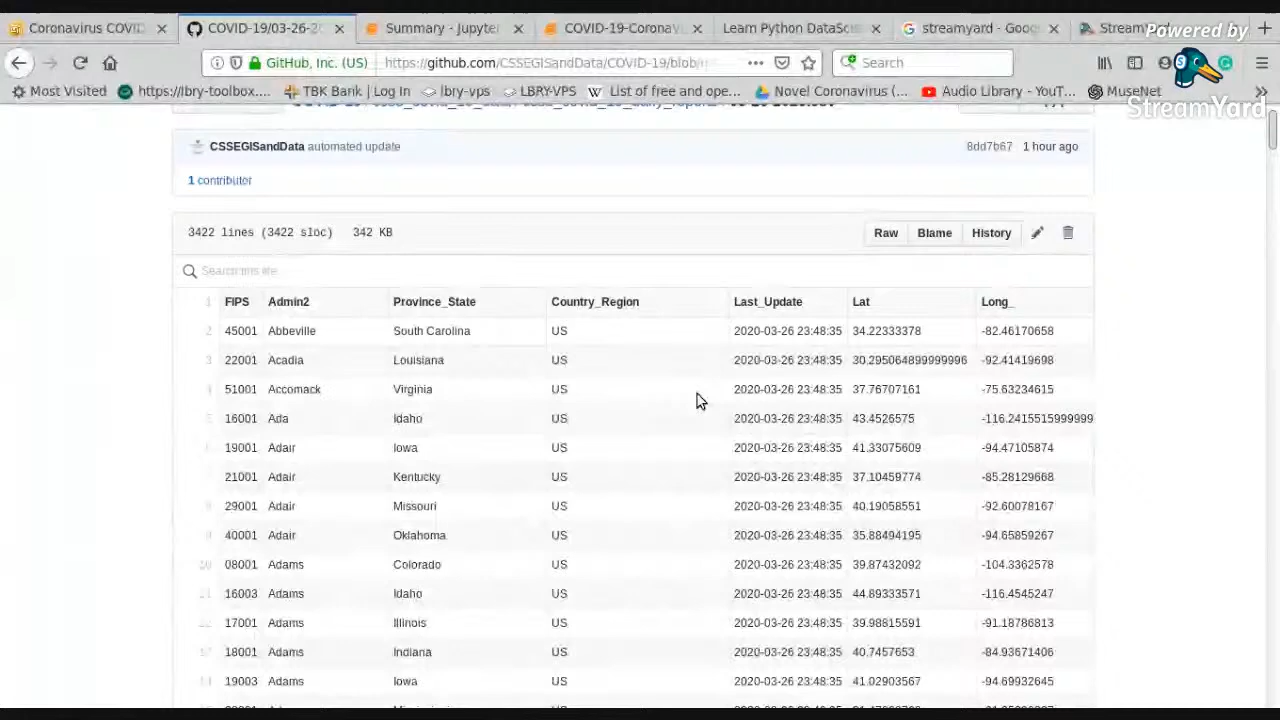 Coronavirus COVID
COVID-19/03-26-2
Summary - Jupyter
COVID-19-Coronav
Learn Python DataScie
streamyard - Goo
Stream
Powered by
GitHub, Inc. (US)
https://github.com/CSSEGISandData/COVID-19/blob/
Search
Most Visited
https://lbry-toolbox....
TBK Bank | Log In
lbry-vps
LBRY-VPS
List of free and ope...
Novel Coronavirus (...
Audio Library - YouT...
MuseNet
StreamYard
CSSEGISandData automated update
8dd7b67 1 hour ago
1 contributor
3422 lines (3422 sloc) 342 KB
Raw Blame History
Search this file
1 FIPS Admin2 Province_State Country_Region Last_Update Lat Long_
2 45001 Abbeville South Carolina US 2020-03-26 23:48:35 34.22333378 -82.46170658
3 22001 Acadia Louisiana US 2020-03-26 23:48:35 30.295064899999996 -92.41419698
51001 Accomack Virginia US 2020-03-26 23:48:35 37.76707161 -75.63234615
16001 Ada Idaho US 2020-03-26 23:48:35 43.4526575 -116.2415515999999
19001 Adair Iowa US 2020-03-26 23:48:35 41.33075609 -94.47105874
21001 Adair Kentucky US 2020-03-26 23:48:35 37.10459774 -85.28129668
29001 Adair Missouri US 2020-03-26 23:48:35 40.19058551 -92.60078167
40001 Adair Oklahoma US 2020-03-26 23:48:35 35.88494195 -94.65859267
08001 Adams Colorado US 2020-03-26 23:48:35 39.87432092 -104.3362578
16003 Adams Idaho US 2020-03-26 23:48:35 44.89333571 -116.4545247
17001 Adams Illinois US 2020-03-26 23:48:35 39.98815591 -91.18786813
18001 Adams Indiana US 2020-03-26 23:48:35 40.7457653 -84.93671406
19003 Adams Iowa US 2020-03-26 23:48:35 41.02903567 -94.69932645